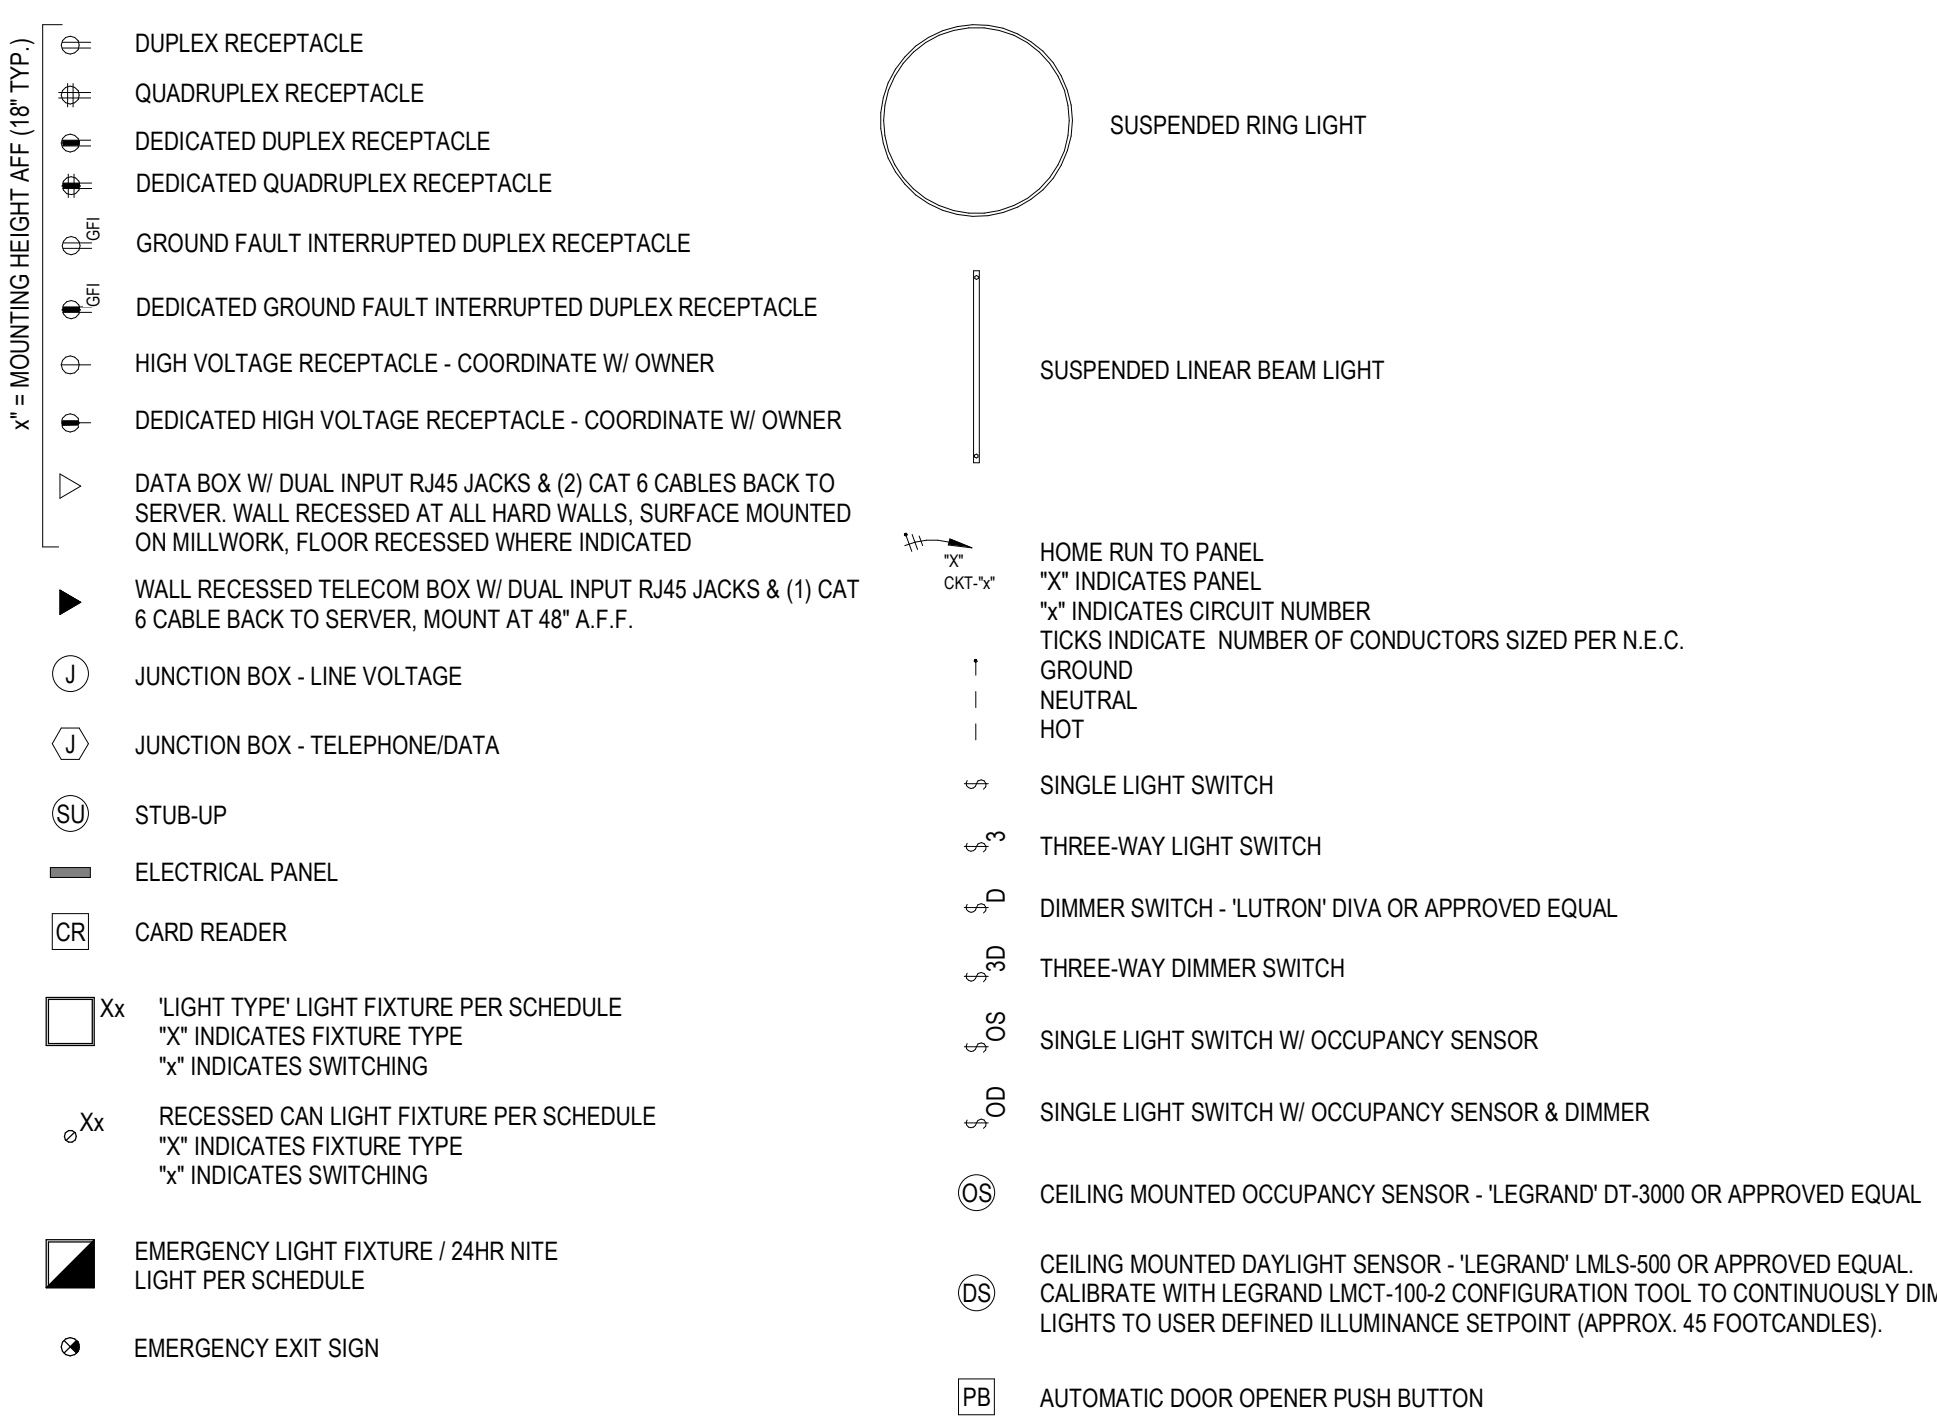 x" = MOUNTING HEIGHT AFF (18" TYP.)
DUPLEX RECEPTACLE
QUADRUPLEX RECEPTACLE
DEDICATED DUPLEX RECEPTACLE
DEDICATED QUADRUPLEX RECEPTACLE
GFI
GROUND FAULT INTERRUPTED DUPLEX RECEPTACLE
GFI
DEDICATED GROUND FAULT INTERRUPTED DUPLEX RECEPTACLE
HIGH VOLTAGE RECEPTACLE - COORDINATE W/ OWNER
DEDICATED HIGH VOLTAGE RECEPTACLE - COORDINATE W/ OWNER
DATA BOX W/ DUAL INPUT RJ45 JACKS & (2) CAT 6 CABLES BACK TO
SERVER. WALL RECESSED AT ALL HARD WALLS, SURFACE MOUNTED
ON MILLWORK, FLOOR RECESSED WHERE INDICATED
WALL RECESSED TELECOM BOX W/ DUAL INPUT RJ45 JACKS & (1) CAT
6 CABLE BACK TO SERVER, MOUNT AT 48" A.F.F.
J
JUNCTION BOX - LINE VOLTAGE
J
JUNCTION BOX - TELEPHONE/DATA
SU
STUB-UP
ELECTRICAL PANEL
CR
CARD READER
Xx
'LIGHT TYPE' LIGHT FIXTURE PER SCHEDULE
"X" INDICATES FIXTURE TYPE
"x" INDICATES SWITCHING
Xx
RECESSED CAN LIGHT FIXTURE PER SCHEDULE
"X" INDICATES FIXTURE TYPE
"x" INDICATES SWITCHING
EMERGENCY LIGHT FIXTURE / 24HR NITE
LIGHT PER SCHEDULE
EMERGENCY EXIT SIGN
SUSPENDED RING LIGHT
SUSPENDED LINEAR BEAM LIGHT
"X"
CKT-"x"
HOME RUN TO PANEL
"X" INDICATES PANEL
"x" INDICATES CIRCUIT NUMBER
TICKS INDICATE  NUMBER OF CONDUCTORS SIZED PER N.E.C.
GROUND
NEUTRAL
HOT
$
SINGLE LIGHT SWITCH
$3
THREE-WAY LIGHT SWITCH
$D
DIMMER SWITCH - 'LUTRON' DIVA OR APPROVED EQUAL
$3D
THREE-WAY DIMMER SWITCH
$OS
SINGLE LIGHT SWITCH W/ OCCUPANCY SENSOR
$OD
SINGLE LIGHT SWITCH W/ OCCUPANCY SENSOR & DIMMER
OS
CEILING MOUNTED OCCUPANCY SENSOR - 'LEGRAND' DT-3000 OR APPROVED EQUAL
DS
CEILING MOUNTED DAYLIGHT SENSOR - 'LEGRAND' LMLS-500 OR APPROVED EQUAL.
CALIBRATE WITH LEGRAND LMCT-100-2 CONFIGURATION TOOL TO CONTINUOUSLY DIM
LIGHTS TO USER DEFINED ILLUMINANCE SETPOINT (APPROX. 45 FOOTCANDLES).
PB
AUTOMATIC DOOR OPENER PUSH BUTTON